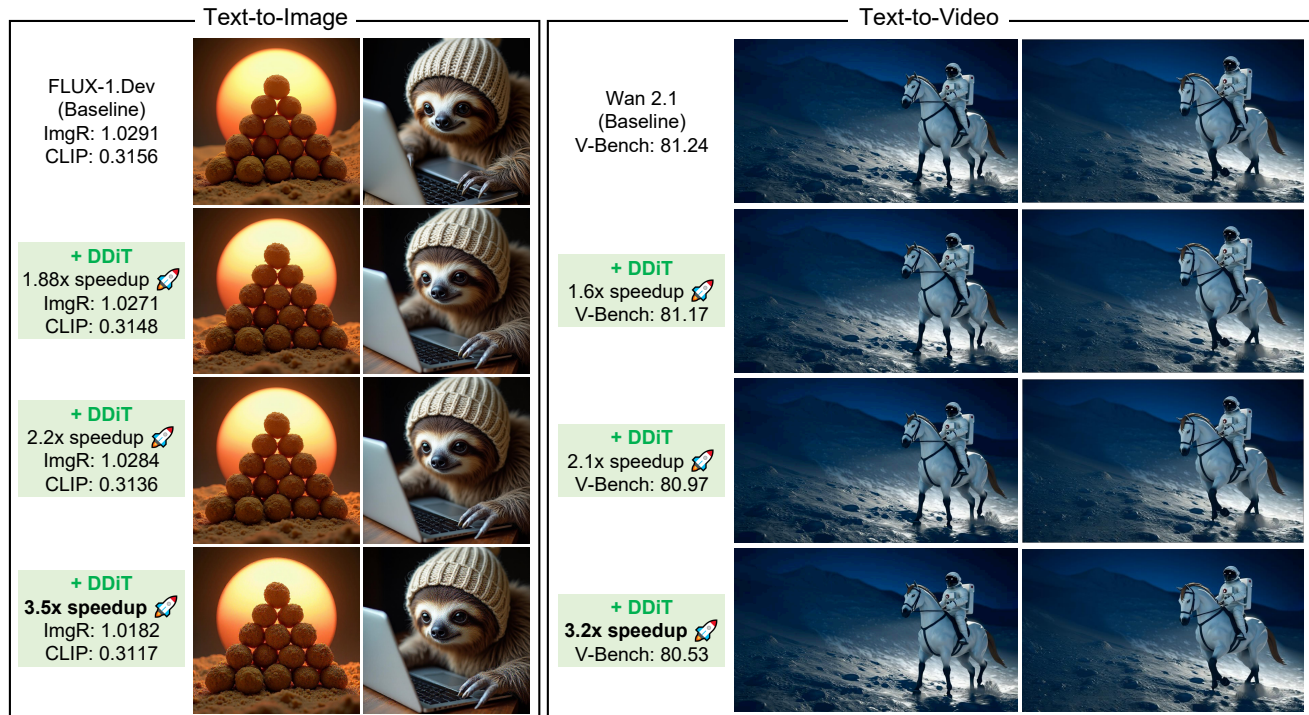 Text-to-Image
FLUX-1.Dev
(Baseline)
ImgR: 1.0291
CLIP: 0.3156
+ DDiT
1.88x speedup 🚀
ImgR: 1.0271
CLIP: 0.3148
+ DDiT
2.2x speedup 🚀
ImgR: 1.0284
CLIP: 0.3136
+ DDiT
3.5x speedup 🚀
ImgR: 1.0182
CLIP: 0.3117
Text-to-Video
Wan 2.1
(Baseline)
V-Bench: 81.24
+ DDiT
1.6x speedup 🚀
V-Bench: 81.17
+ DDiT
2.1x speedup 🚀
V-Bench: 80.97
+ DDiT
3.2x speedup 🚀
V-Bench: 80.53